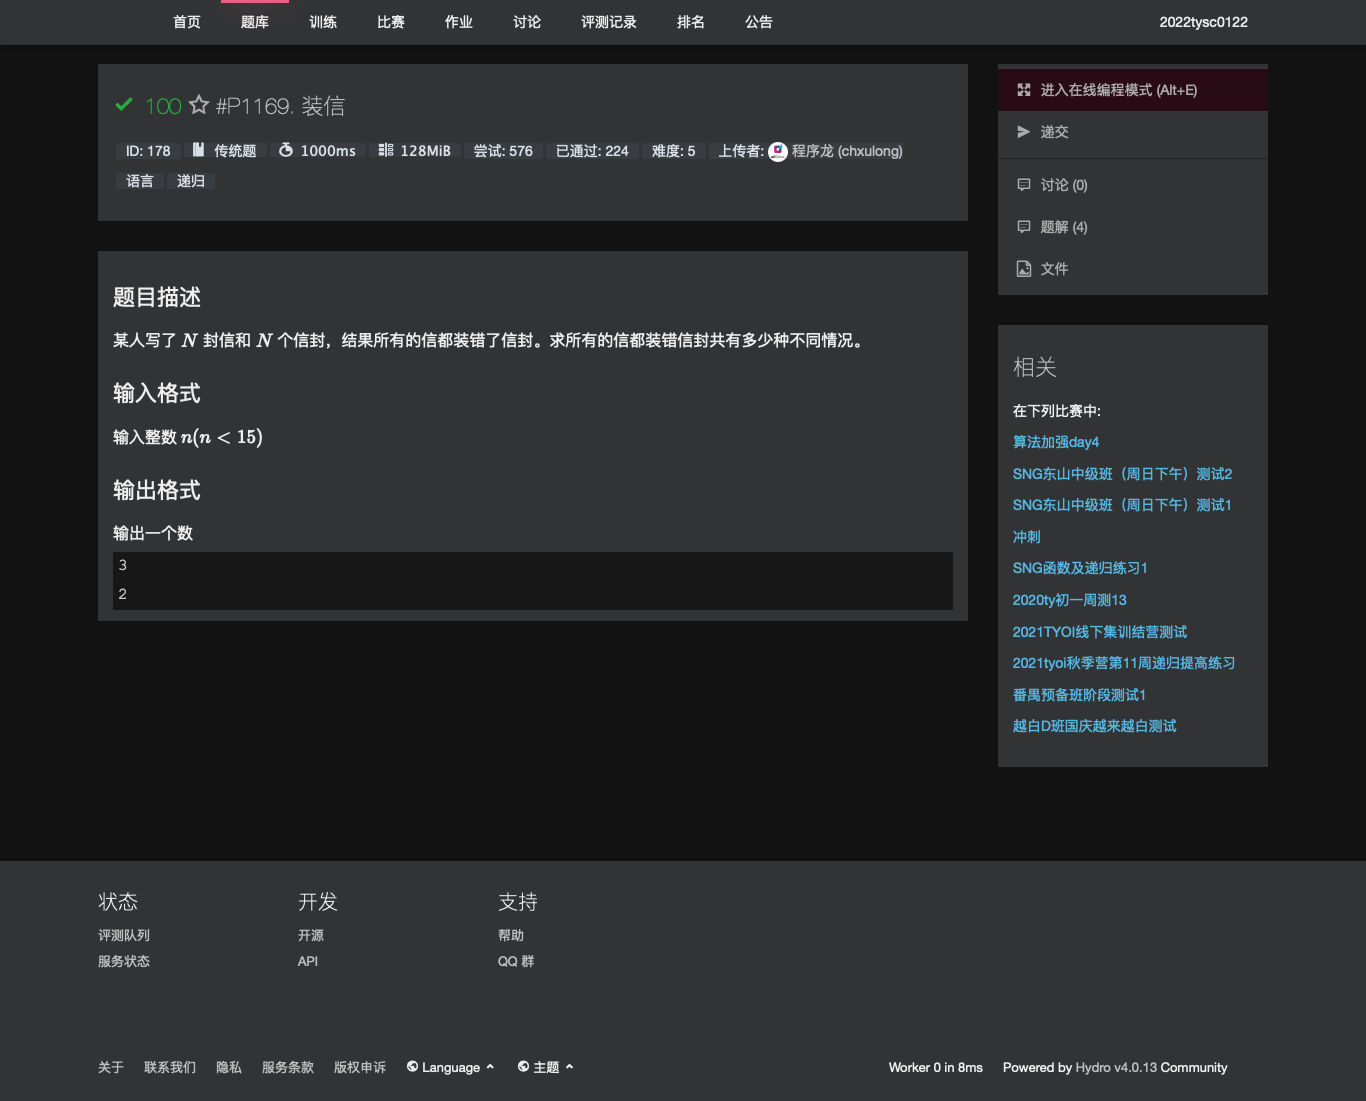 首页 题库 训练 比赛 作业 讨论 评测记录 排名 公告 2022tysc0122
100 #P1169. 装信
ID: 178 传统题 1000ms 128MiB 尝试: 576 已通过: 224 难度: 5 上传者: 程序龙 (chxulong)
语言 递归
题目描述
某人写了 N 封信和 N 个信封，结果所有的信都装错了信封。求所有的信都装错信封共有多少种不同情况。
输入格式
输入整数 n(n < 15)
输出格式
输出一个数
3
2
进入在线编程模式 (Alt+E)
递交
讨论 (0)
题解 (4)
文件
相关
在下列比赛中:
算法加强day4
SNG东山中级班（周日下午）测试2
SNG东山中级班（周日下午）测试1
冲刺
SNG函数及递归练习1
2020ty初一周测13
2021TYOI线下集训结营测试
2021tyoi秋季营第11周递归提高练习
番禺预备班阶段测试1
越白D班国庆越来越白测试
状态 开发 支持
评测队列 开源 帮助
服务状态 API QQ 群
关于 联系我们 隐私 服务条款 版权申诉 Language 主题 Worker 0 in 8ms Powered by Hydro v4.0.13 Community